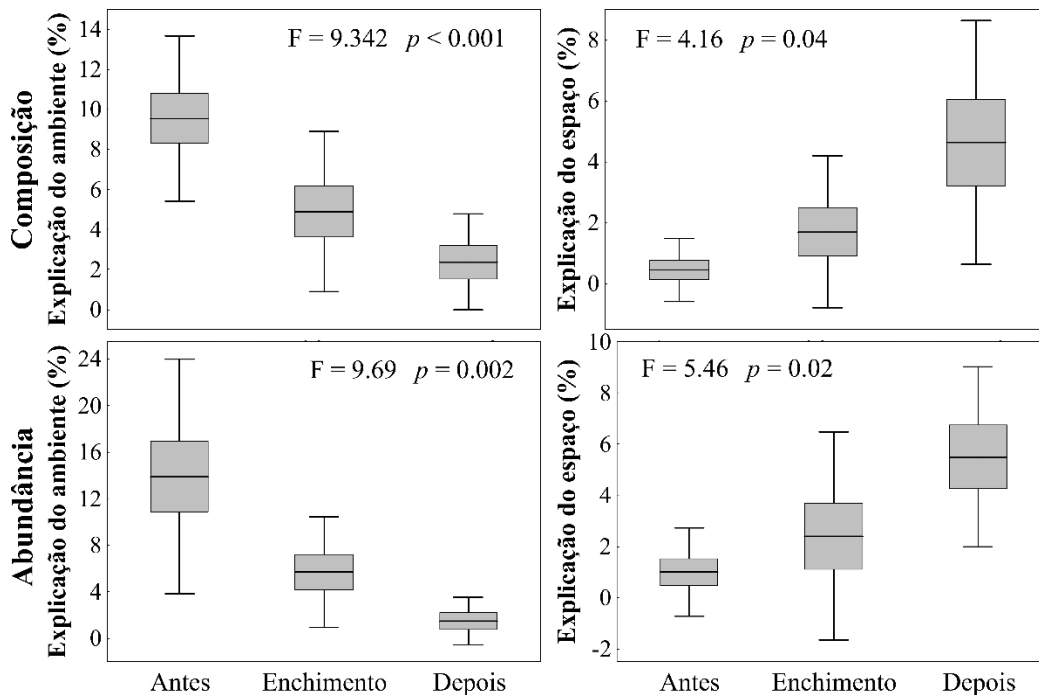 Composição
Explicação do ambiente (%)
14
12
10
8
6
4
2
0
F = 9.342 p < 0.001
Explicação do espaço (%)
8
6
4
2
0
F = 4.16 p = 0.04
Abundância
Explicação do ambiente (%)
24
20
16
12
8
4
0
F = 9.69 p = 0.002
Antes Enchimento Depois
Explicação do espaço (%)
10
8
6
4
2
0
-2
F = 5.46 p = 0.02
Antes Enchimento Depois